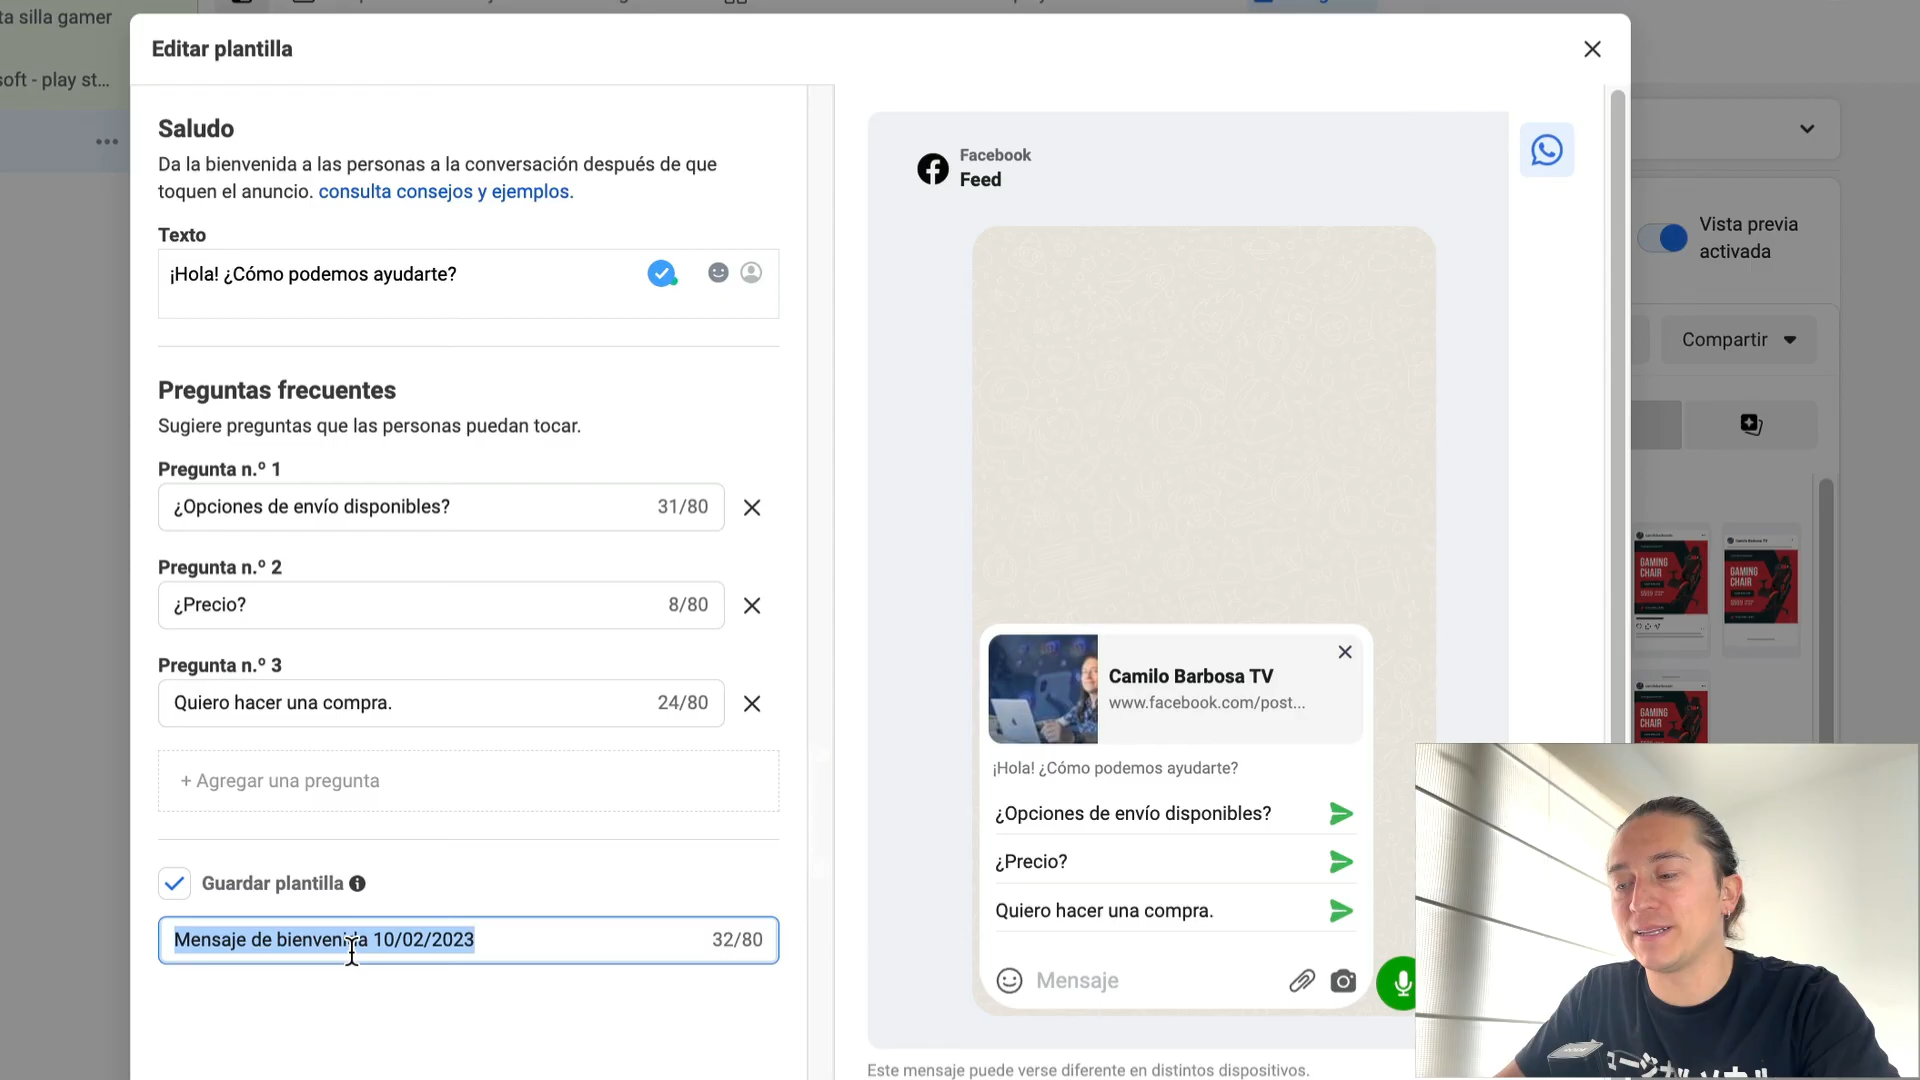 ta silla gamer
soft - play st...
Editar plantilla
Saludo
Da la bienvenida a las personas a la conversación después de que
toquen el anuncio. consulta consejos y ejemplos.
Texto
¡Hola! ¿Cómo podemos ayudarte?
Preguntas frecuentes
Sugiere preguntas que las personas puedan tocar.
Pregunta n.º 1
¿Opciones de envío disponibles? 31/80
Pregunta n.º 2
¿Precio? 8/80
Pregunta n.º 3
Quiero hacer una compra. 24/80
+ Agregar una pregunta
Guardar plantilla
Mensaje de bienvenida 10/02/2023 32/80
Facebook
Feed
Camilo Barbosa TV
www.facebook.com/post...
¡Hola! ¿Cómo podemos ayudarte?
¿Opciones de envío disponibles?
¿Precio?
Quiero hacer una compra.
Mensaje
Este mensaje puede verse diferente en distintos dispositivos.
Vista previa
activada
Compartir
GAMING
CHAIR
Camilo Barbosa TV
GAMING
CHAIR
GAMING
CHAIR